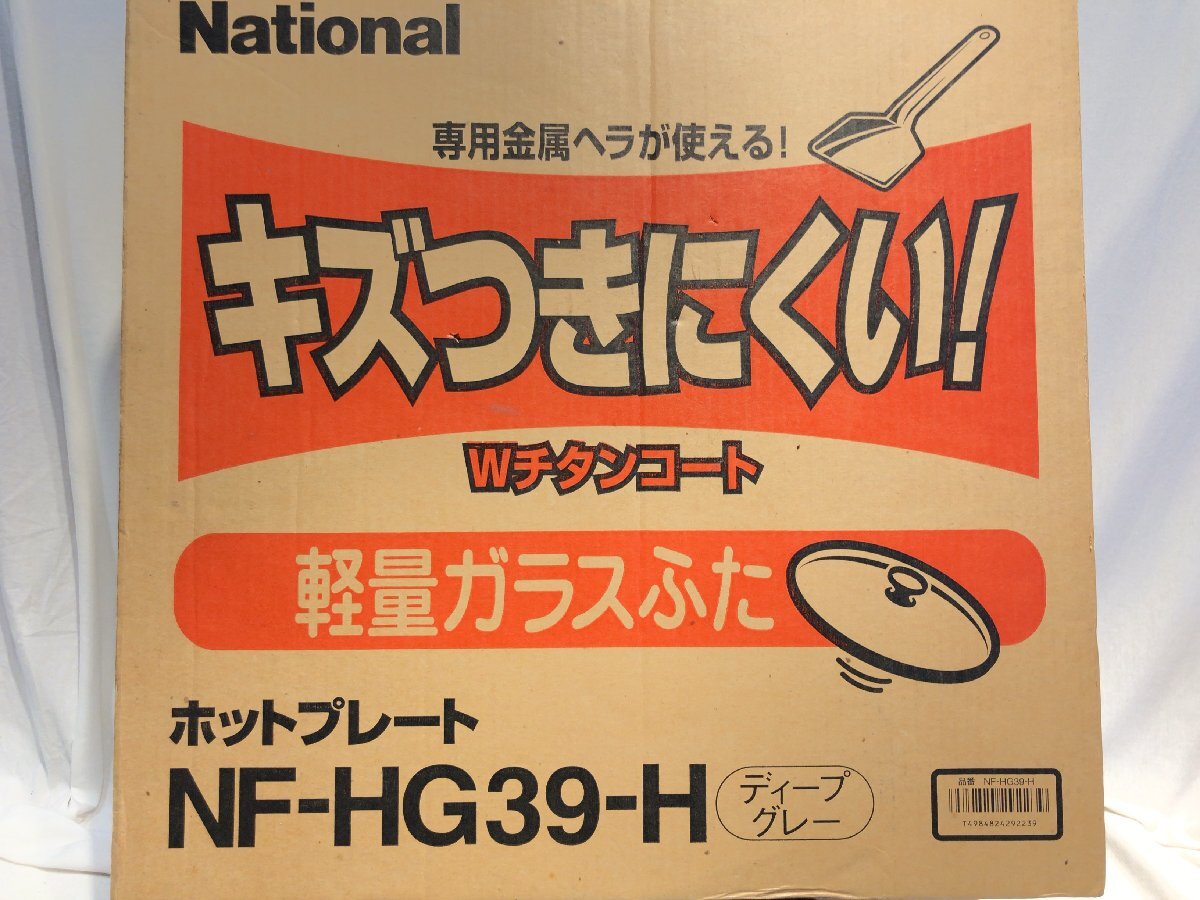 National
専用金属ヘラが使える!
キズつきにくい!
Wチタンコート
軽量ガラスふた
ホットプレート
NF-HG39-H
ディープ
グレー
品番 NF-HG39-H
T4984824292239